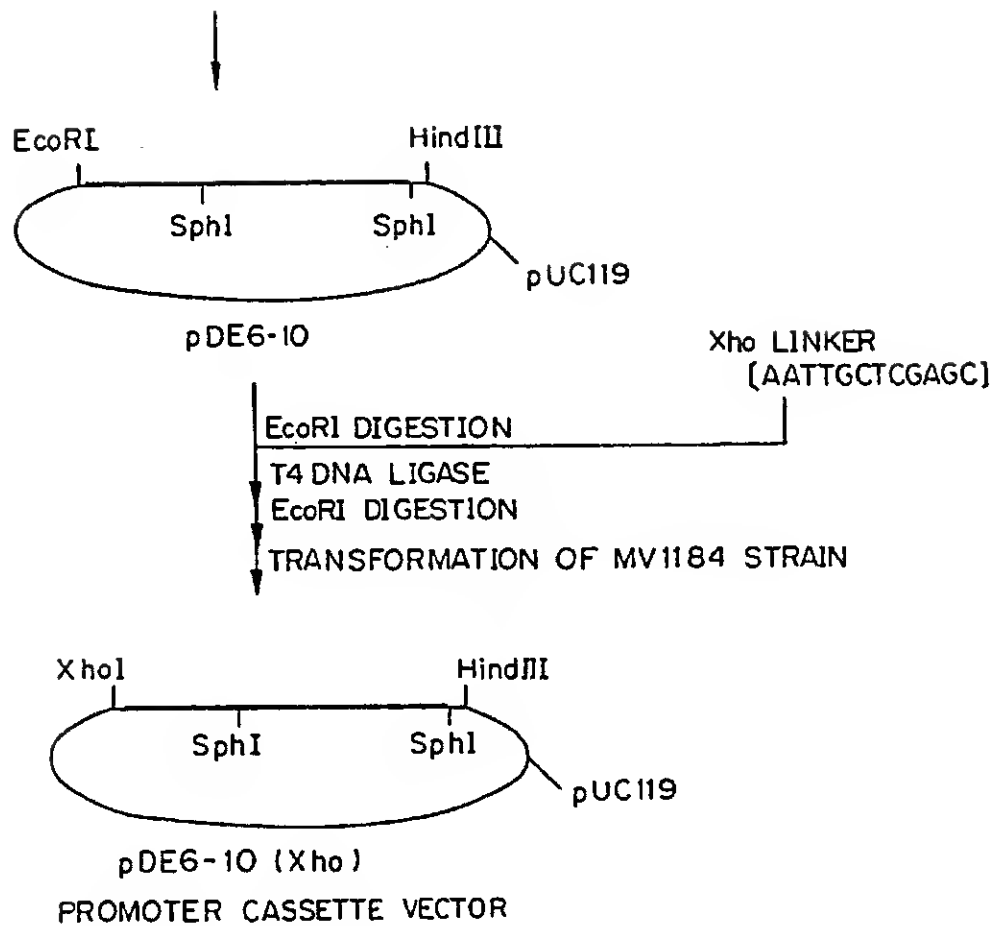 EcoRI
HindIII
SphI
SphI
pUC119
pDE6-10
Xho LINKER
[AATTGCTCGAGC]
EcoRI DIGESTION
T4 DNA LIGASE
EcoRI DIGESTION
TRANSFORMATION OF MV1184 STRAIN
XhoI
HindIII
SphI
SphI
pUC119
pDE6-10 (Xho)
PROMOTER CASSETTE VECTOR